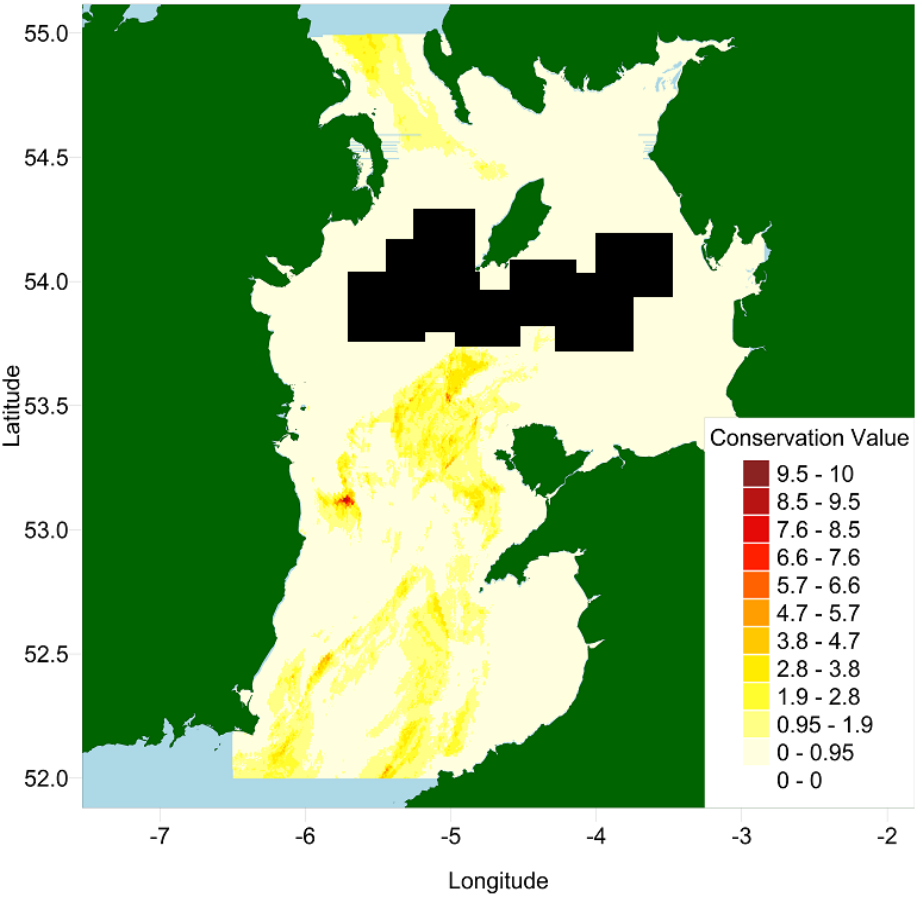 55.0
54.5
54.0
53.5
53.0
52.5
52.0
Latitude
Conservation Value
9.5 - 10
8.5 - 9.5
7.6 - 8.5
6.6 - 7.6
5.7 - 6.6
4.7 - 5.7
3.8 - 4.7
2.8 - 3.8
1.9 - 2.8
0.95 - 1.9
0 - 0.95
0 - 0
-7 -6 -5 -4 -3 -2
Longitude